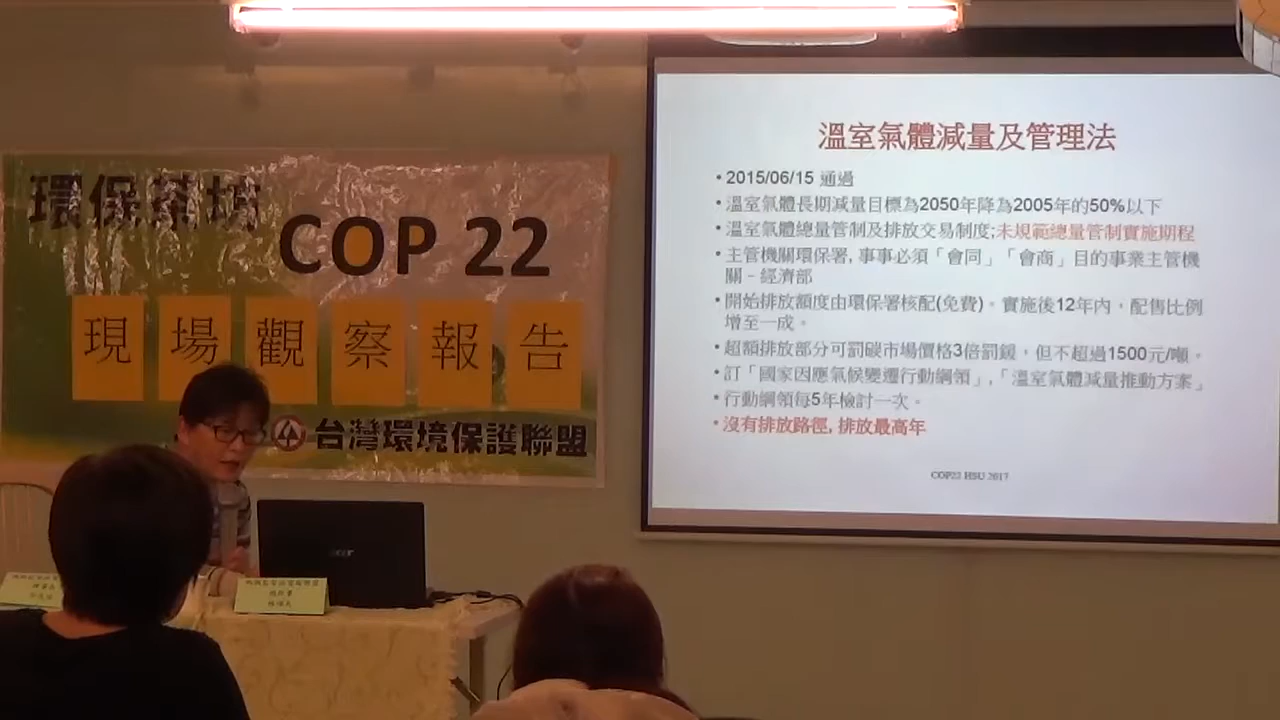 環保茶坊
COP 22
現場觀察報告
台灣環境保護聯盟
acer
溫室氣體減量及管理法
• 2015/06/15 通過
• 溫室氣體長期減量目標為2050年降為2005年的50%以下
• 溫室氣體總量管制及排放交易制度;未規範總量管制實施期程
• 主管機關環保署, 事事必須「會同」「會商」目的事業主管機
關 - 經濟部
• 開始排放額度由環保署核配(免費)。實施後12年內，配售比例
增至一成。
• 超額排放部分可罰碳市場價格3倍罰鍰，但不超過1500元/噸。
• 訂「國家因應氣候變遷行動綱領」,「溫室氣體減量推動方案」
• 行動綱領每5年檢討一次。
• 沒有排放路徑, 排放最高年
COP22 HSU 2017